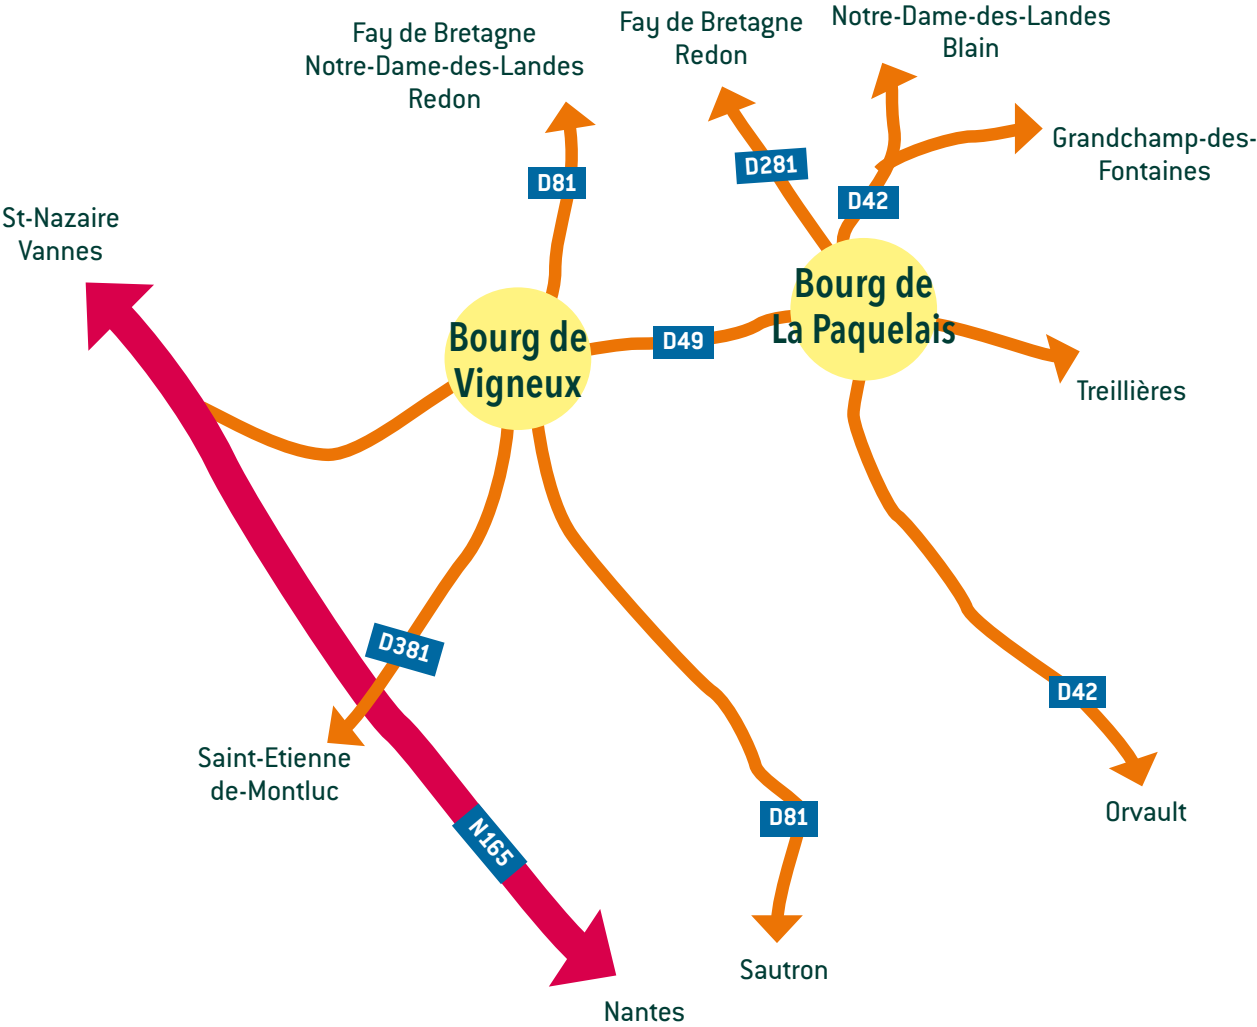 Fay de Bretagne
Notre-Dame-des-Landes
Redon
Fay de Bretagne
Redon
Notre-Dame-des-Landes
Blain
Grandchamp-des-
Fontaines
D81
D281
D42
St-Nazaire
Vannes
Bourg de
Vigneux
D49
Bourg de
La Paquelais
Treillières
D381
D42
Saint-Etienne
de-Montluc
N165
D81
Orvault
Sautron
Nantes